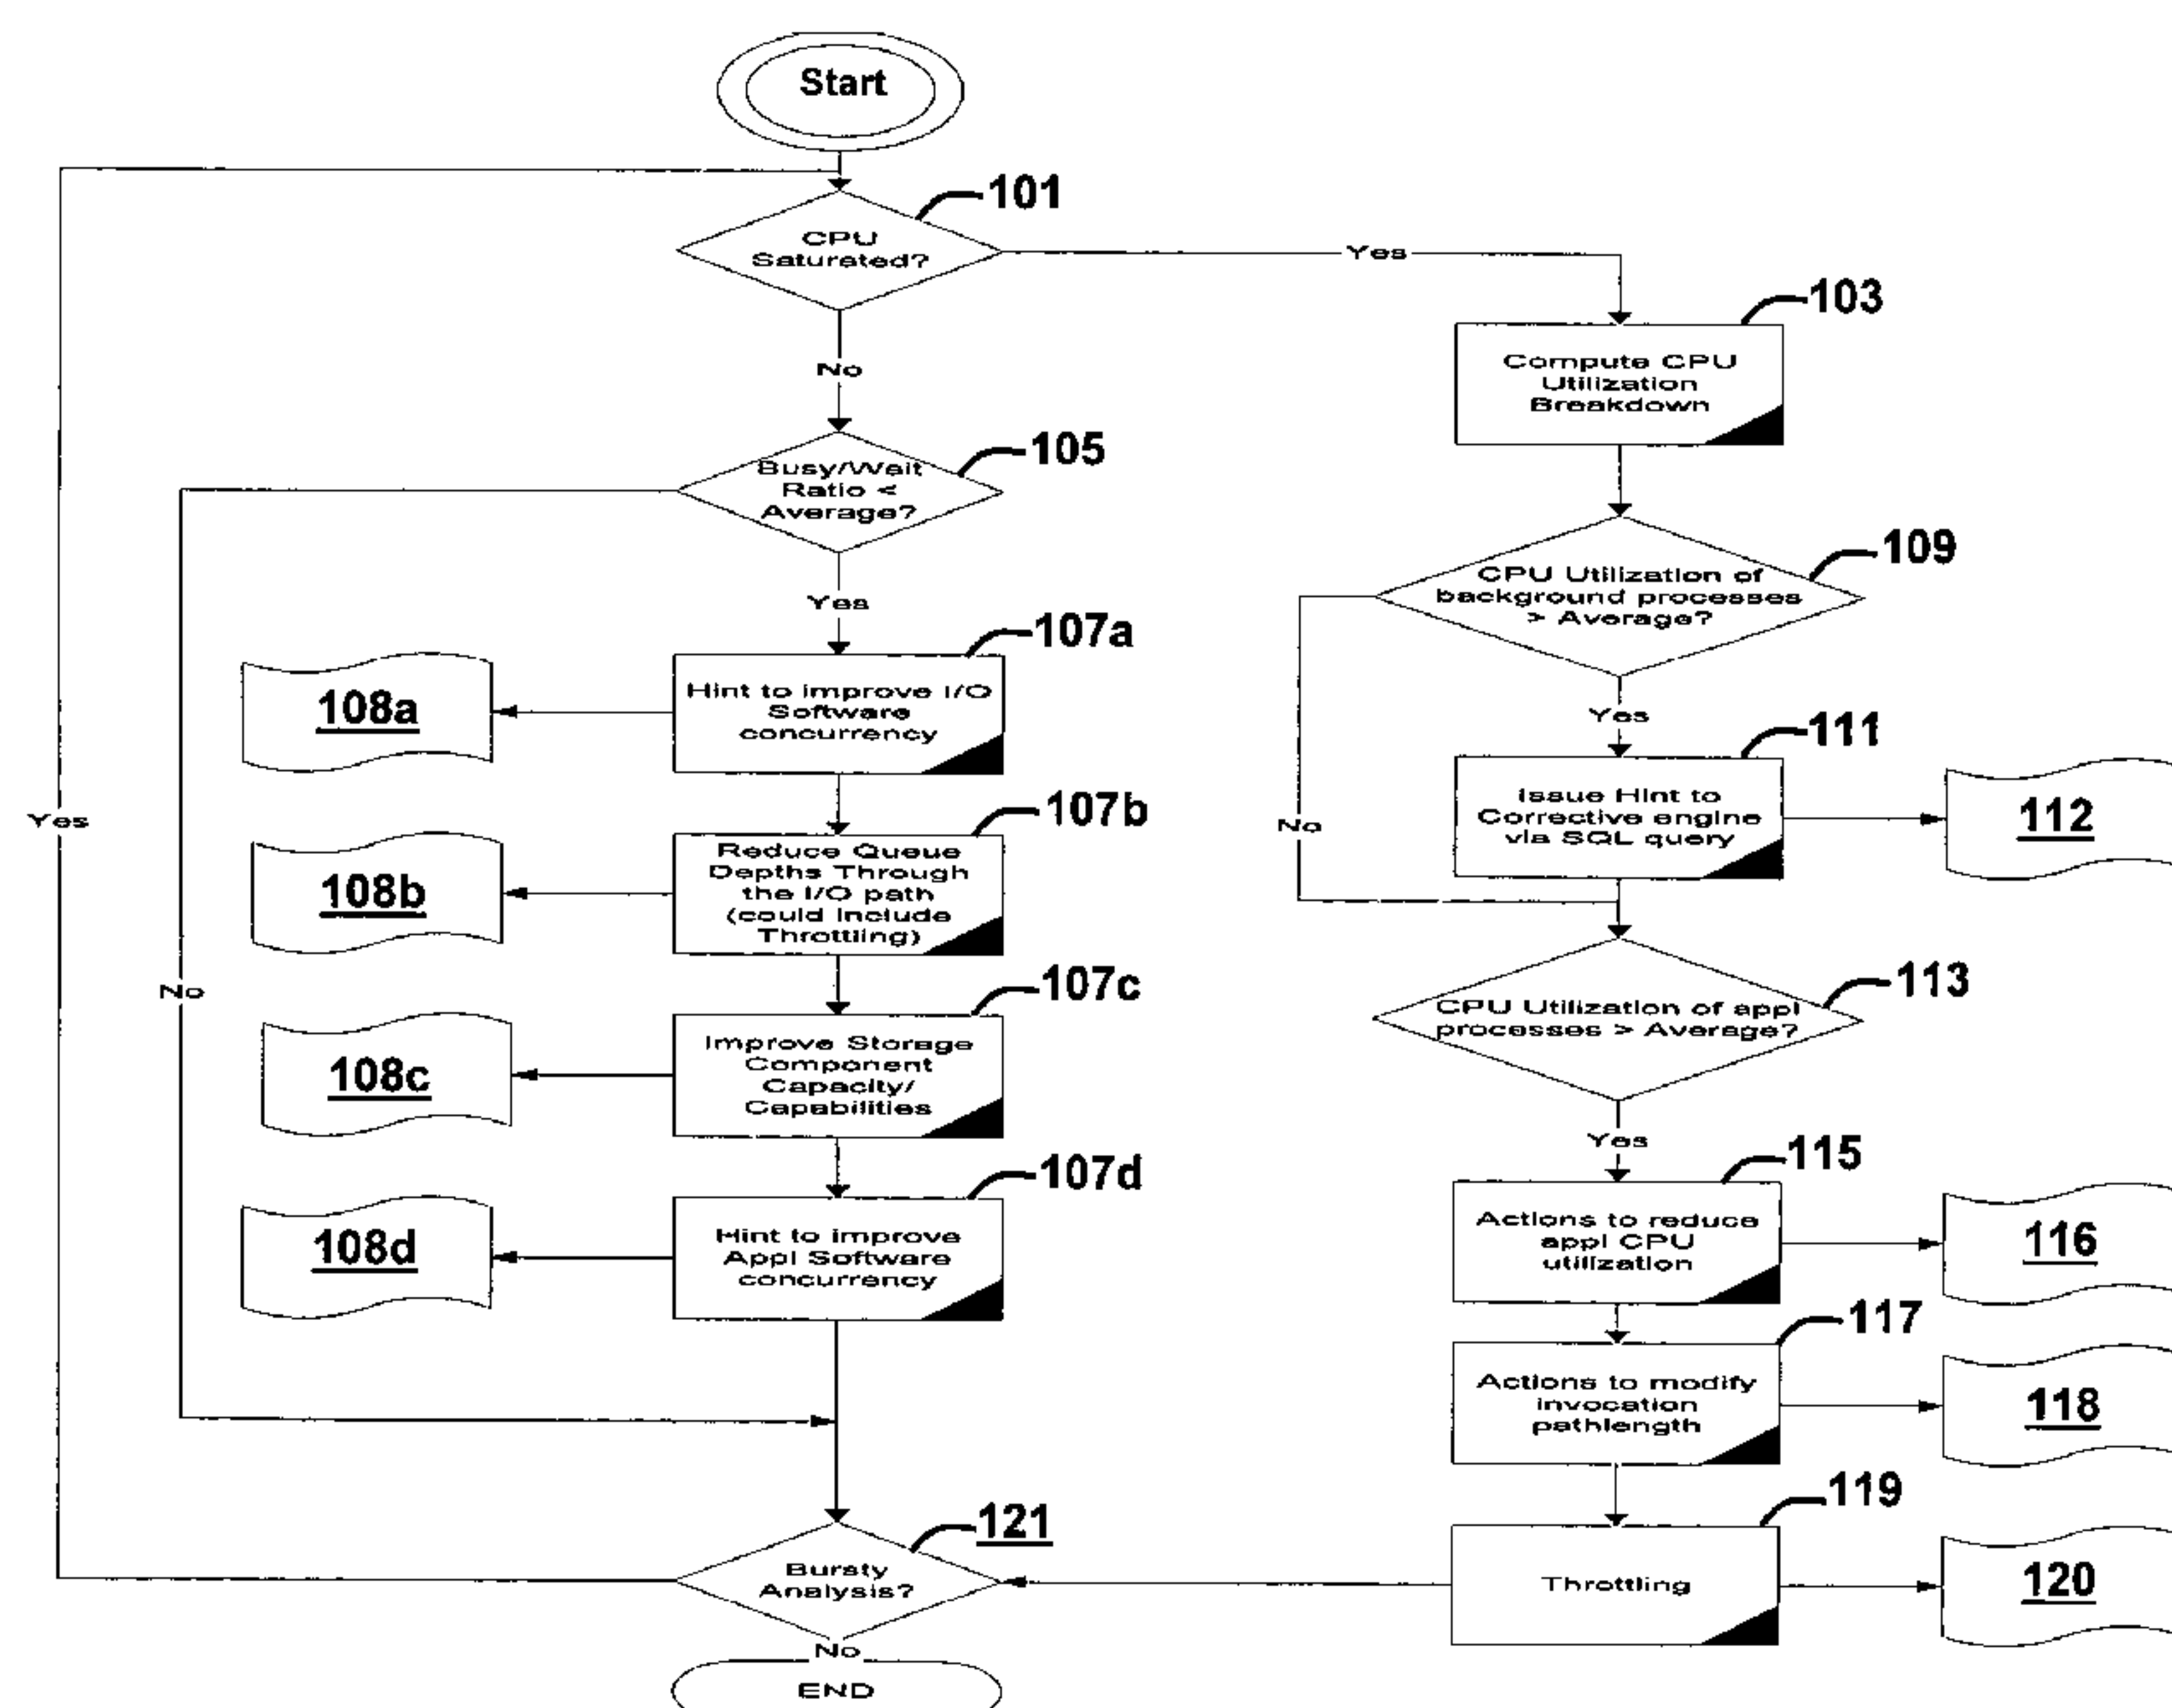 Start
101
CPU
Saturated?
Yes
103
Compute CPU
Utilization
Breakdown
No
105
Busy/Wait
Ratio <
Average?
109
CPU Utilization of
background processes
> Average?
Yes
107a
Hint to improve I/O
Software
concurrency
108a
Yes
111
Issue Hint to
Corrective engine
via SQL query
112
No
Yes
107b
Reduce Queue
Depths Through
the I/O path
(could include
Throttling)
108b
No
113
CPU Utilization of appl
processes > Average?
107c
Improve Storage
Component
Capacity/
Capabilities
108c
Yes
107d
Hint to improve
Appl Software
concurrency
108d
115
Actions to reduce
appl CPU
utilization
116
117
Actions to modify
invocation
pathlength
118
119
Throttling
120
121
Bursty
Analysis?
No
END